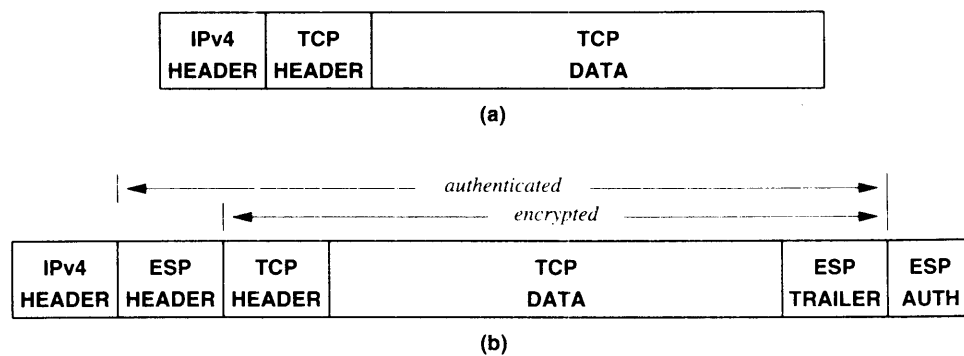 IPv4 TCP TCP
HEADER HEADER DATA
(a)
authenticated
encrypted
IPv4 ESP TCP TCP ESP ESP
HEADER HEADER HEADER DATA TRAILER AUTH
(b)